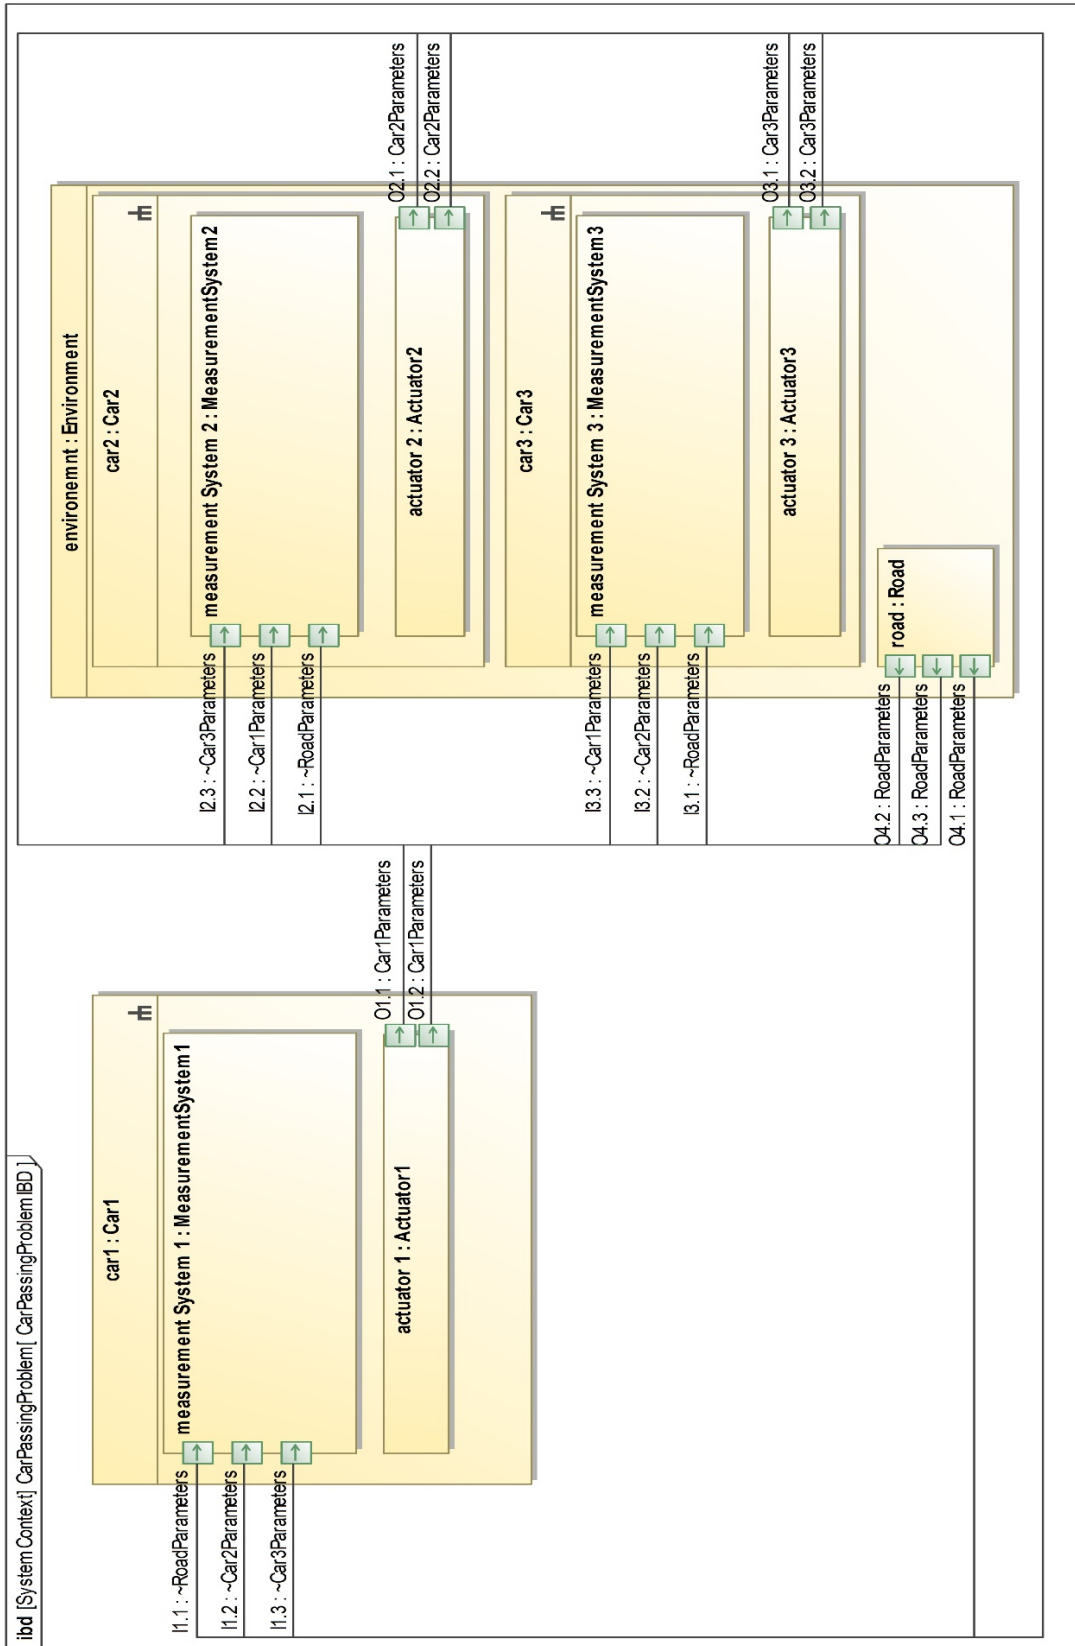 ibd [System Context] CarPassingProblem[ CarPassingProblem IBD ]
car1 : Car1
measurement System 1 : MeasurementSystem1
I1.1 : ~RoadParameters
I1.2 : ~Car2Parameters
I1.3 : ~Car3Parameters
actuator 1 : Actuator1
O1.1 : Car1Parameters
O1.2 : Car1Parameters
environemnt : Environment
car2 : Car2
measurement System 2 : MeasurementSystem2
I2.3 : ~Car3Parameters
I2.2 : ~Car1Parameters
I2.1 : ~RoadParameters
actuator 2 : Actuator2
O2.1 : Car2Parameters
O2.2 : Car2Parameters
car3 : Car3
measurement System 3 : MeasurementSystem3
I3.3 : ~Car1Parameters
I3.2 : ~Car2Parameters
I3.1 : ~RoadParameters
actuator 3 : Actuator3
O3.1 : Car3Parameters
O3.2 : Car3Parameters
road : Road
O4.2 : RoadParameters
O4.3 : RoadParameters
O4.1 : RoadParameters